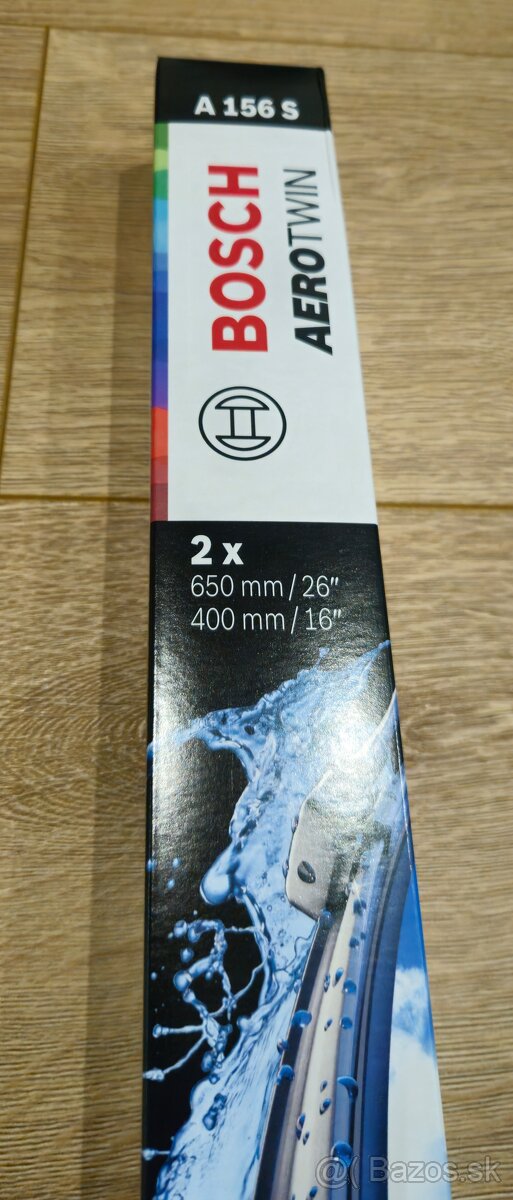 A 156 S
BOSCH
AEROTWIN
2 x
650 mm / 26"
400 mm / 16"
@( Bazos.sk